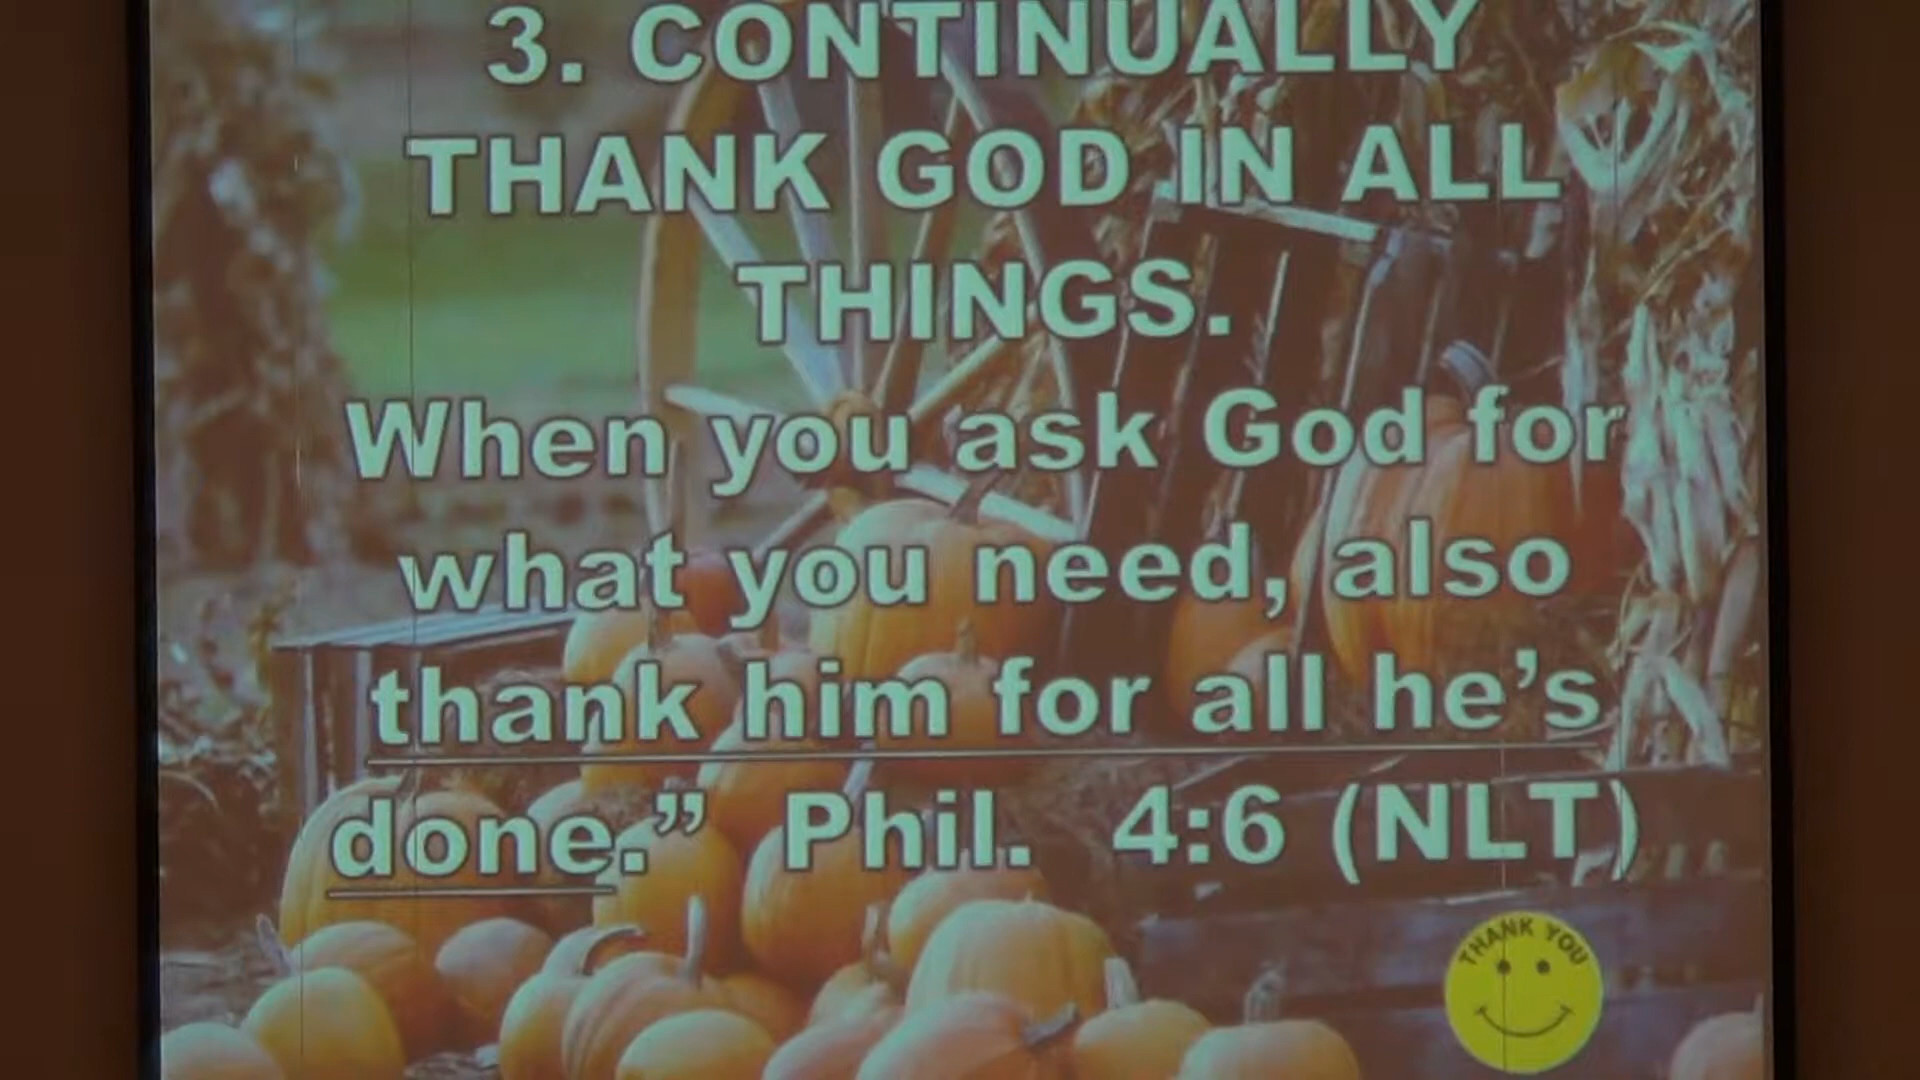 3. CONTINUALLY
THANK GOD IN ALL
THINGS.
When you ask God for
what you need, also
thank him for all he’s
done.” Phil. 4:6 (NLT)
THANK YOU